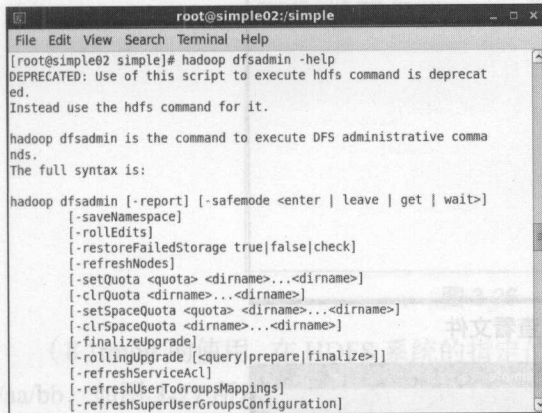 root@simple02:/simple
File Edit View Search Terminal Help
[root@simple02 simple]# hadoop dfsadmin -help
DEPRECATED: Use of this script to execute hdfs command is deprecat
ed.
Instead use the hdfs command for it.
hadoop dfsadmin is the command to execute DFS administrative comma
nds.
The full syntax is:
hadoop dfsadmin [-report] [-safemode <enter | leave | get | wait>]
[-saveNamespace]
[-rollEdits]
[-restoreFailedStorage true|false|check]
[-refreshNodes]
[-setQuota <quota> <dirname>...<dirname>]
[-clrQuota <dirname>...<dirname>]
[-setSpaceQuota <quota> <dirname>...<dirname>]
[-clrSpaceQuota <dirname>...<dirname>]
[-finalizeUpgrade]
[-rollingUpgrade [<query|prepare|finalize>]]
[-refreshServiceAcl]
[-refreshUserToGroupsMappings]
[-refreshSuperUserGroupsConfiguration]